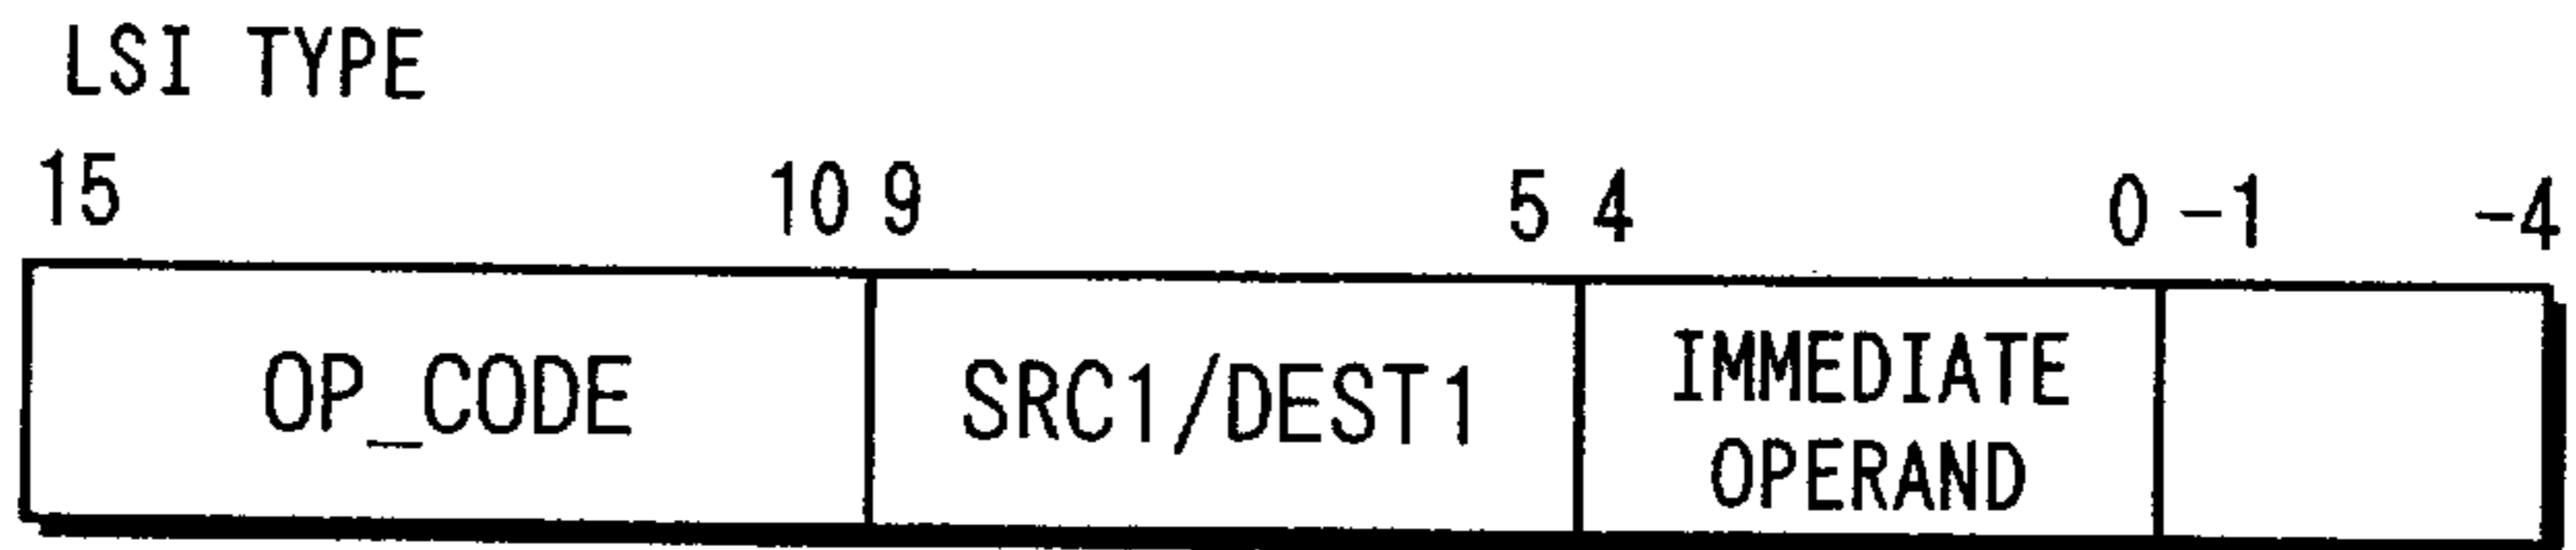 LSI TYPE
15 10 9 5 4 0 -1 -4
OP_CODE SRC1/DEST1 IMMEDIATE
OPERAND